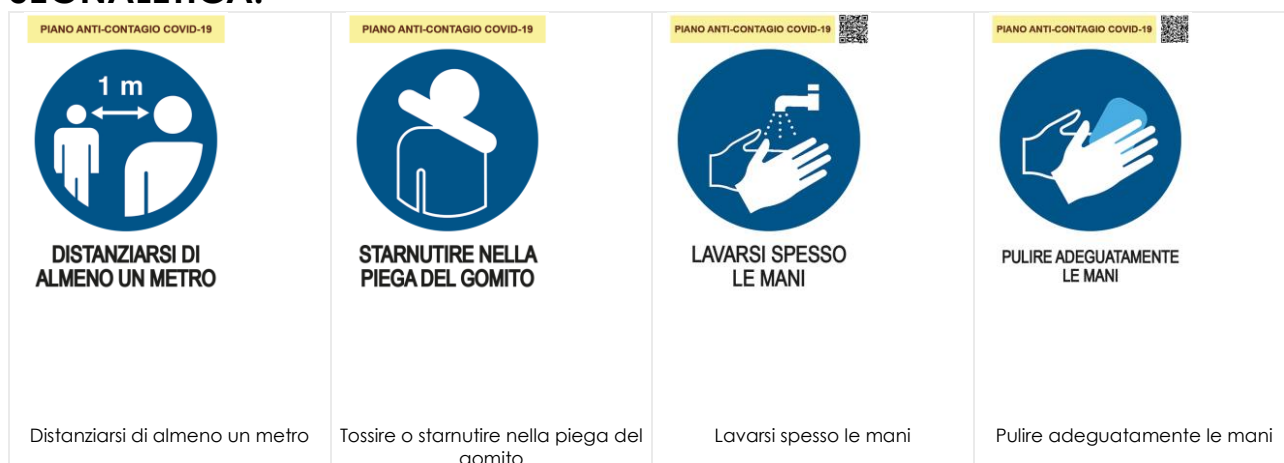 SEGNALETICA:
PIANO ANTI-CONTAGIO COVID-19
1 m
DISTANZIARSI DI
ALMENO UN METRO
Distanziarsi di almeno un metro
PIANO ANTI-CONTAGIO COVID-19
STARNUTIRE NELLA
PIEGA DEL GOMITO
Tossire o starnutire nella piega del
gomito
PIANO ANTI-CONTAGIO COVID-19
LAVARSI SPESSO
LE MANI
Lavarsi spesso le mani
PIANO ANTI-CONTAGIO COVID-19
PULIRE ADEGUATAMENTE
LE MANI
Pulire adeguatamente le mani